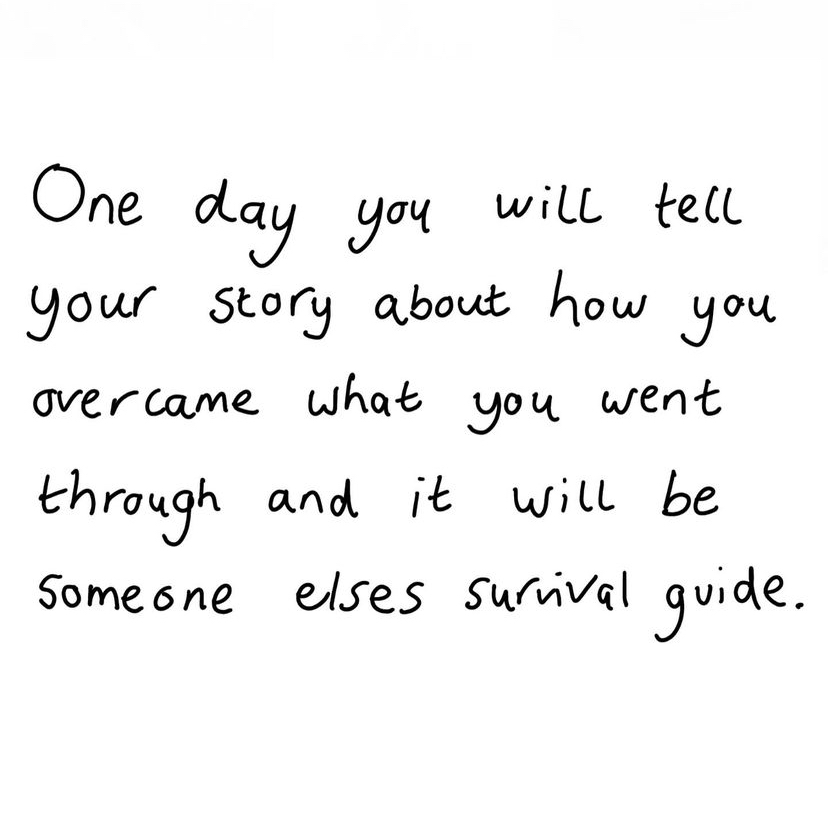 One day you will tell
your story about how you
overcame what you went
through and it will be
someone elses survival guide.